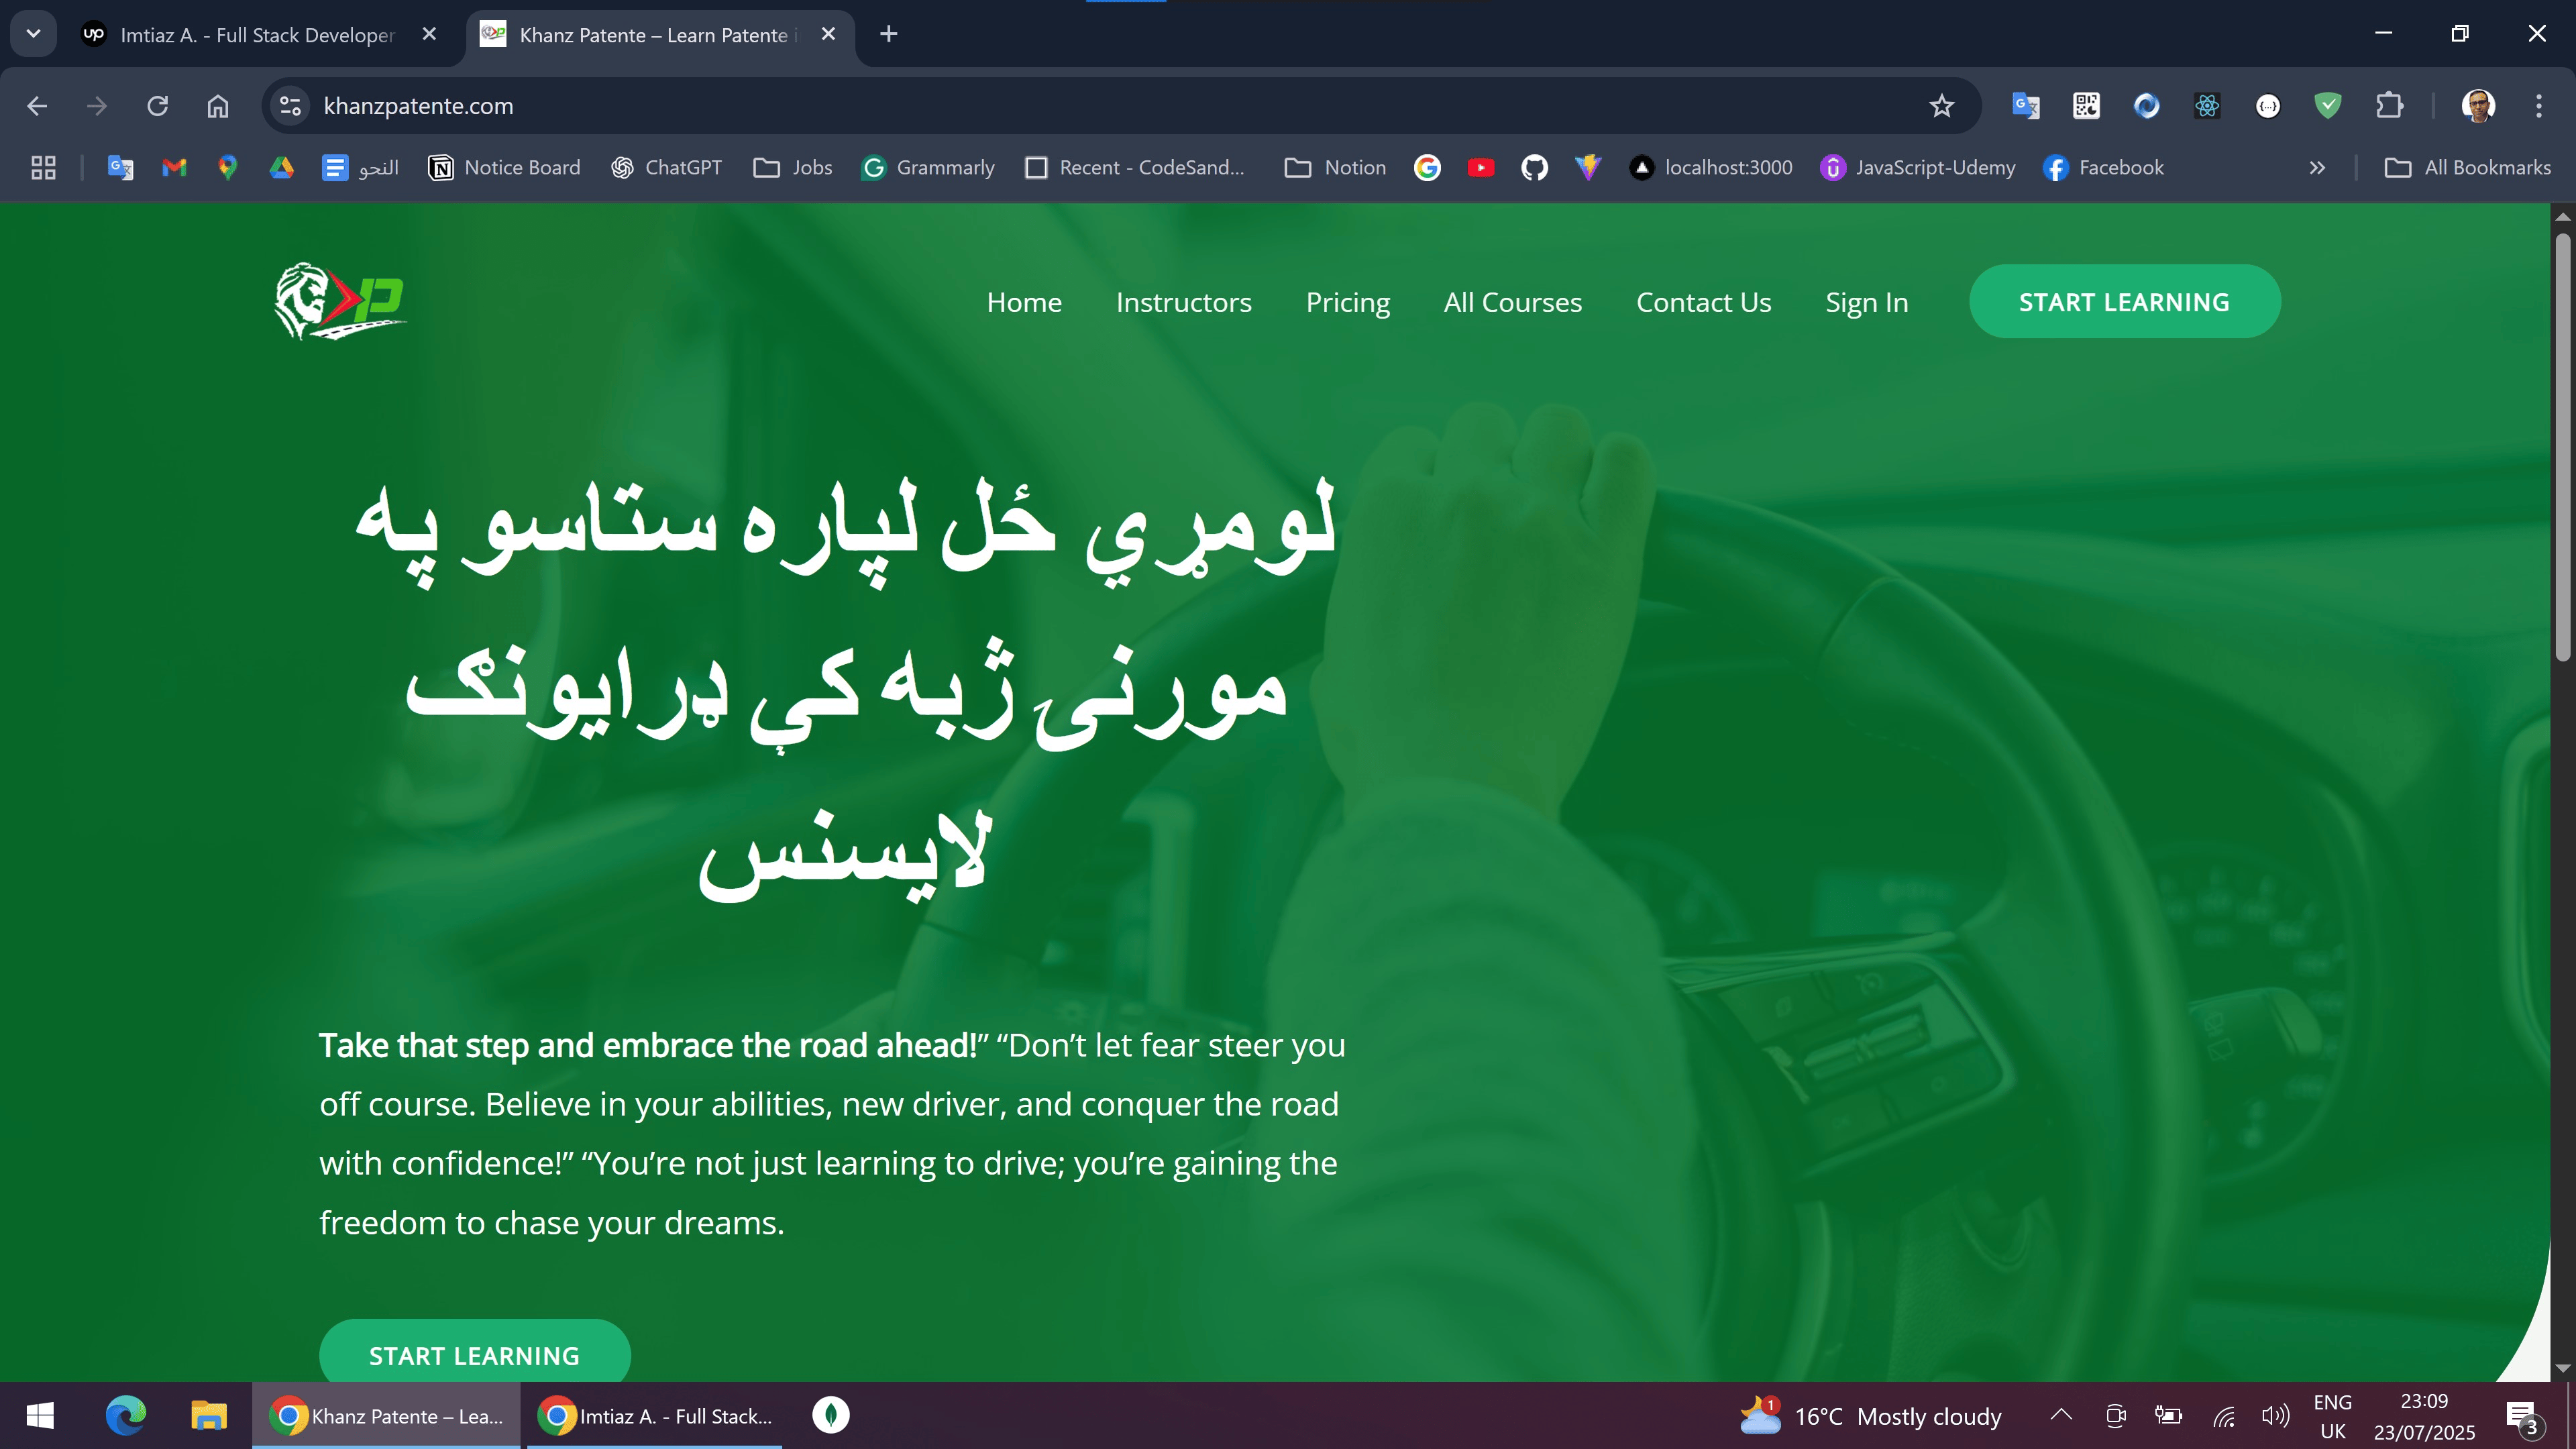 Imtiaz A. - Full Stack Developer
Khanz Patente – Learn Patente i
khanzpatente.com
النحو
Notice Board
ChatGPT
Jobs
Grammarly
Recent - CodeSand...
Notion
localhost:3000
JavaScript-Udemy
Facebook
All Bookmarks
Home
Instructors
Pricing
All Courses
Contact Us
Sign In
START LEARNING
لومړي ځل لپاره ستاسو په
مورنۍ ژبه کې ډرایونګ
لایسنس
Take that step and embrace the road ahead!” “Don’t let fear steer you
off course. Believe in your abilities, new driver, and conquer the road
with confidence!” “You’re not just learning to drive; you’re gaining the
freedom to chase your dreams.
START LEARNING
Khanz Patente – Lea...
Imtiaz A. - Full Stack...
1
16°C Mostly cloudy
ENG
UK
23:09
23/07/2025
3